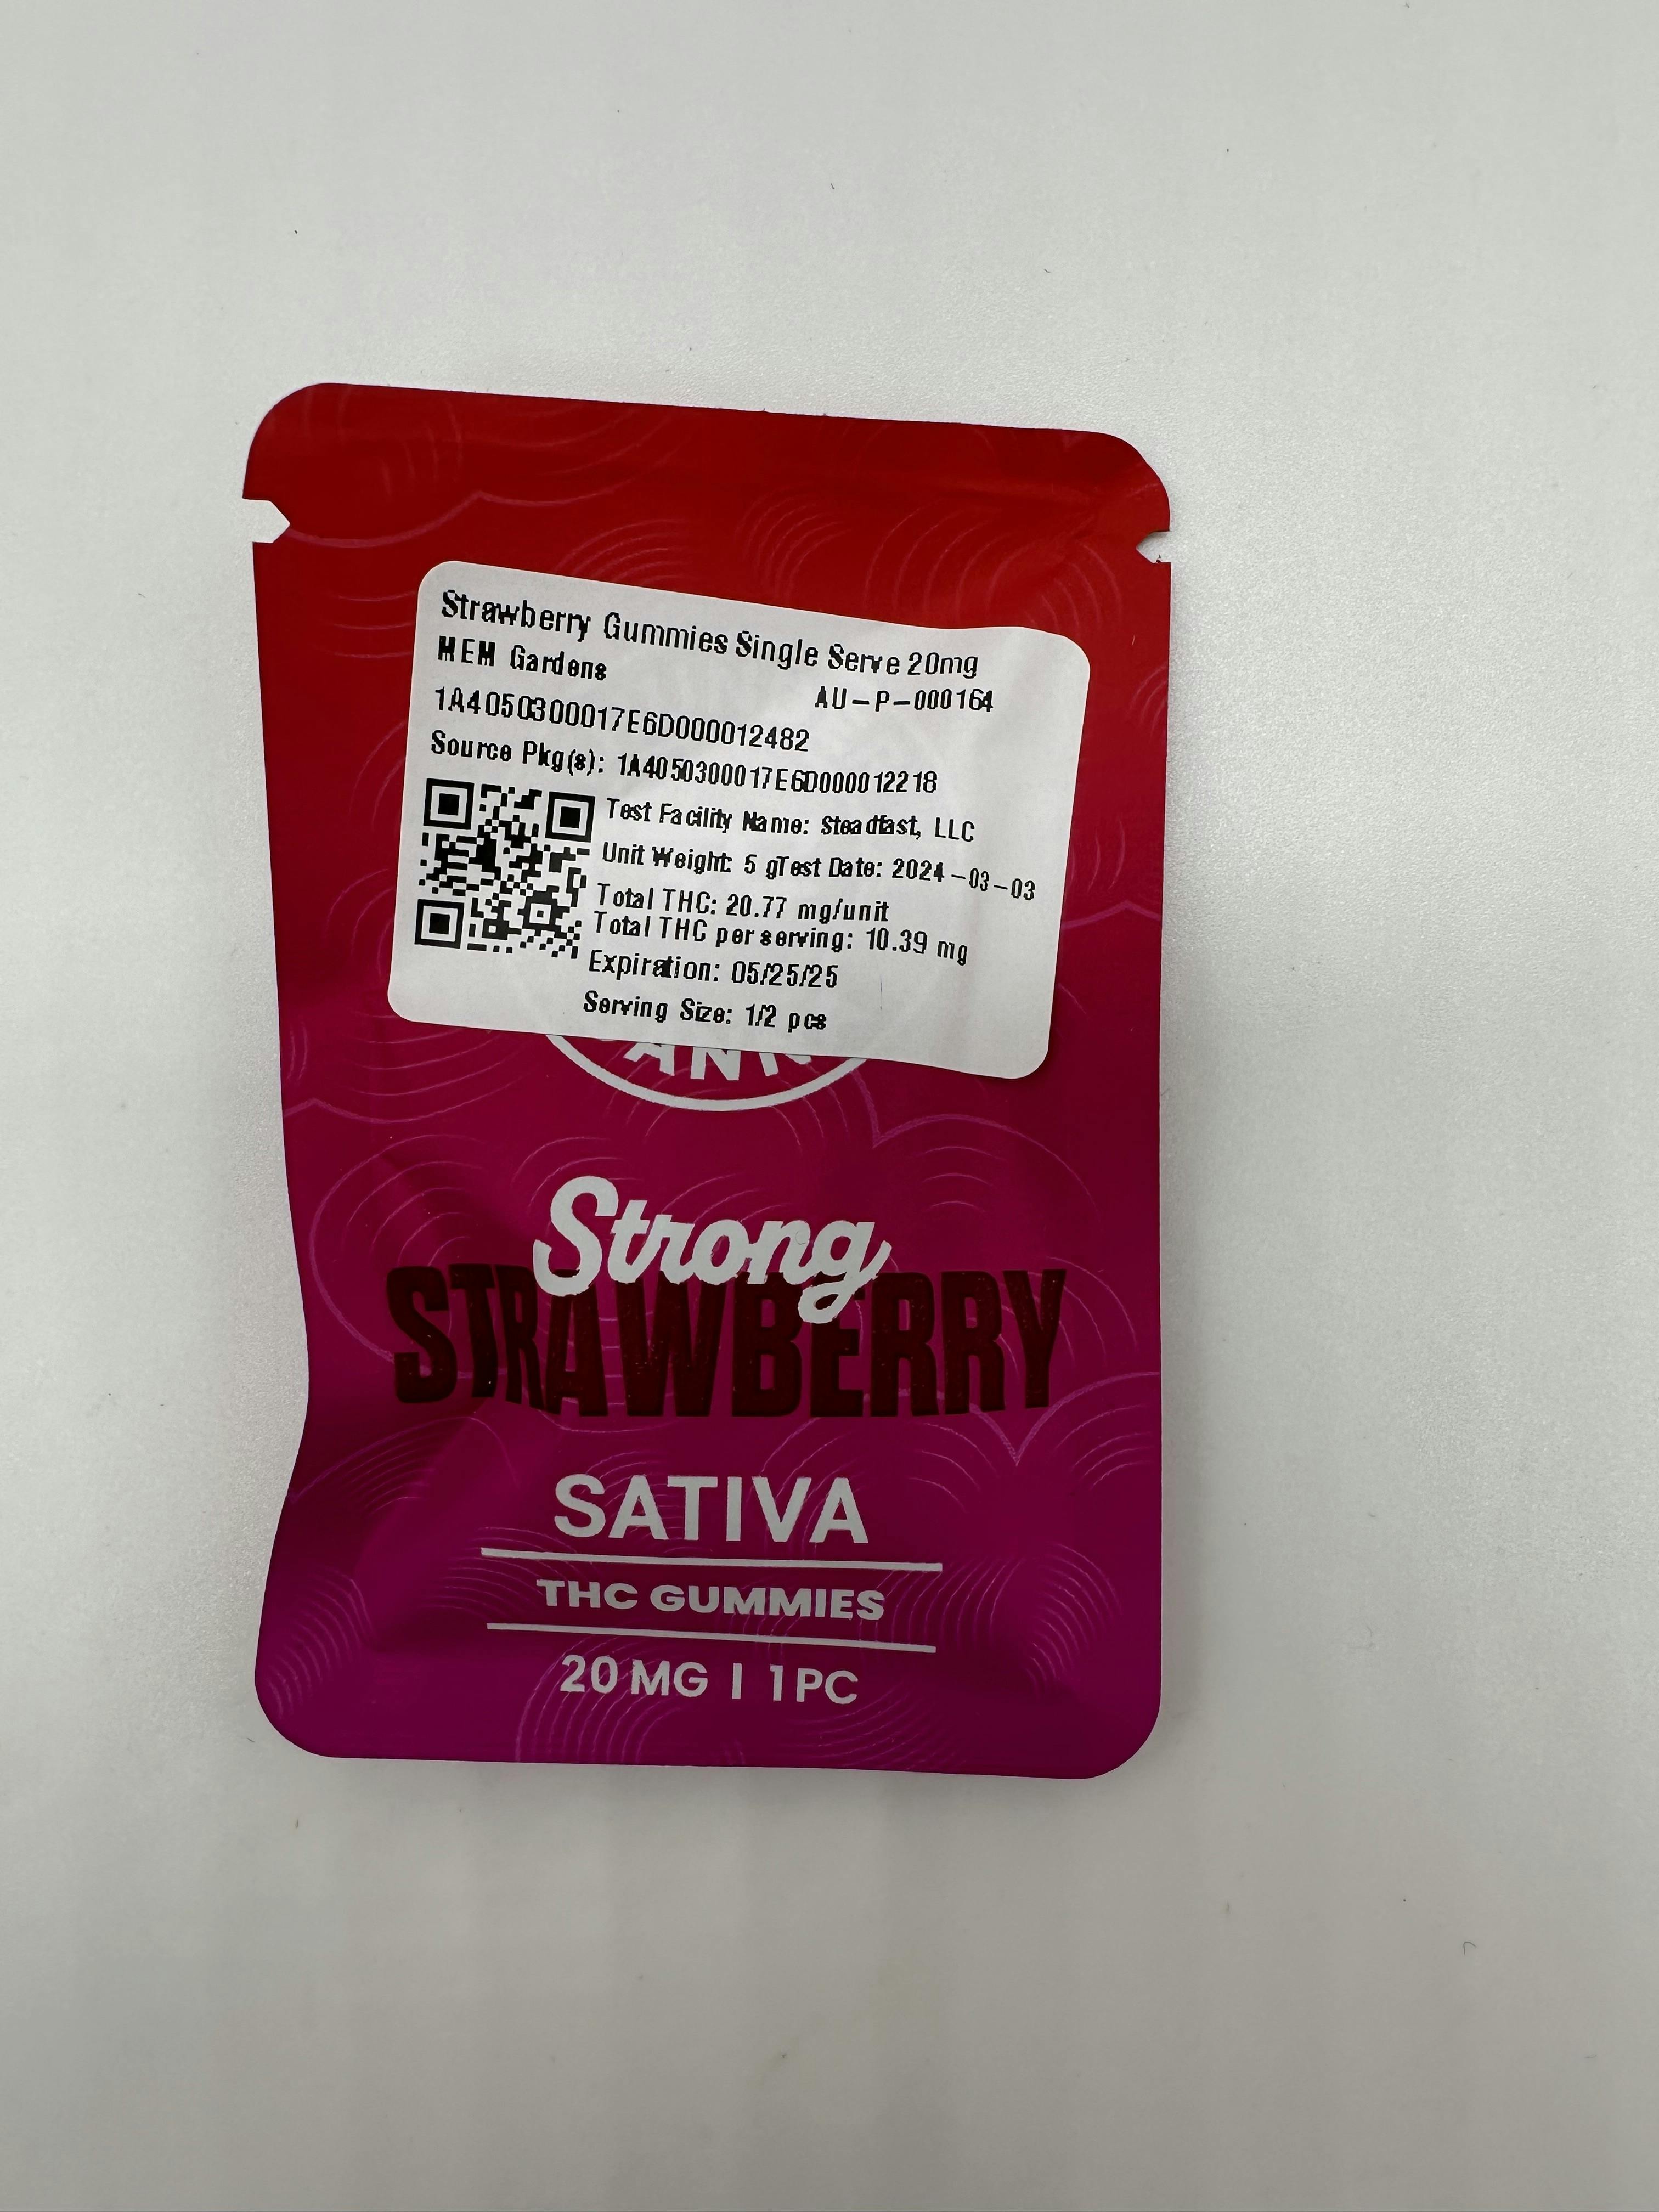 Strawberry Gummies Single Serve 20mg
MEM Gardens
AU-P-000164
1A4050300017E6D000012482
Source Pkg(s): 1A4050300017E6D000012218
Test Facility Name: Steadfast, LLC
Unit Weight: 5 gTest Date: 2024-03-03
Total THC: 20.77 mg/unit
Total THC per serving: 10.39 mg
Expiration: 05/25/25
Serving Size: 1/2 pcs
Strong
STRAWBERRY
SATIVA
THC GUMMIES
20 MG | 1 PC